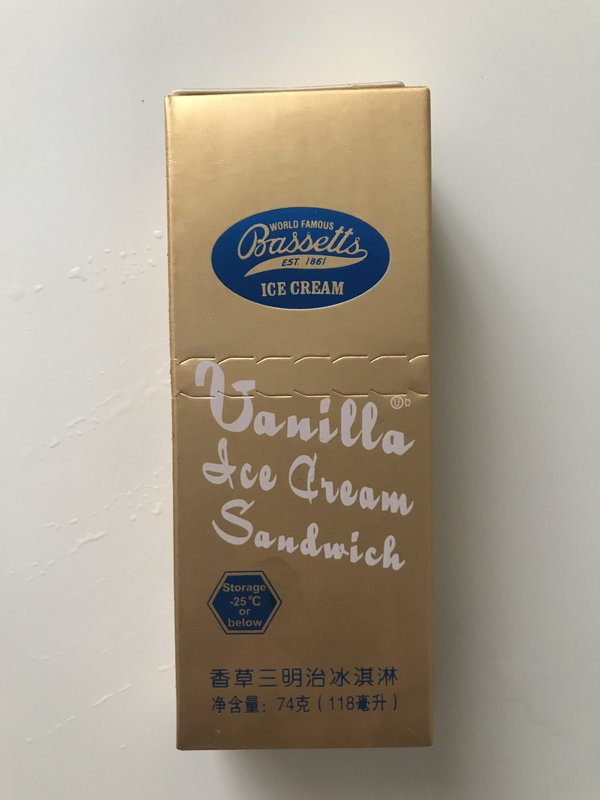 WORLD FAMOUS
Bassetts
EST. 1861
ICE CREAM
Vanilla
Ⓤ D
Ice Cream
Sandwich
Storage
-25℃
or
below
香草三明治冰淇淋
净含量：74克（118毫升）